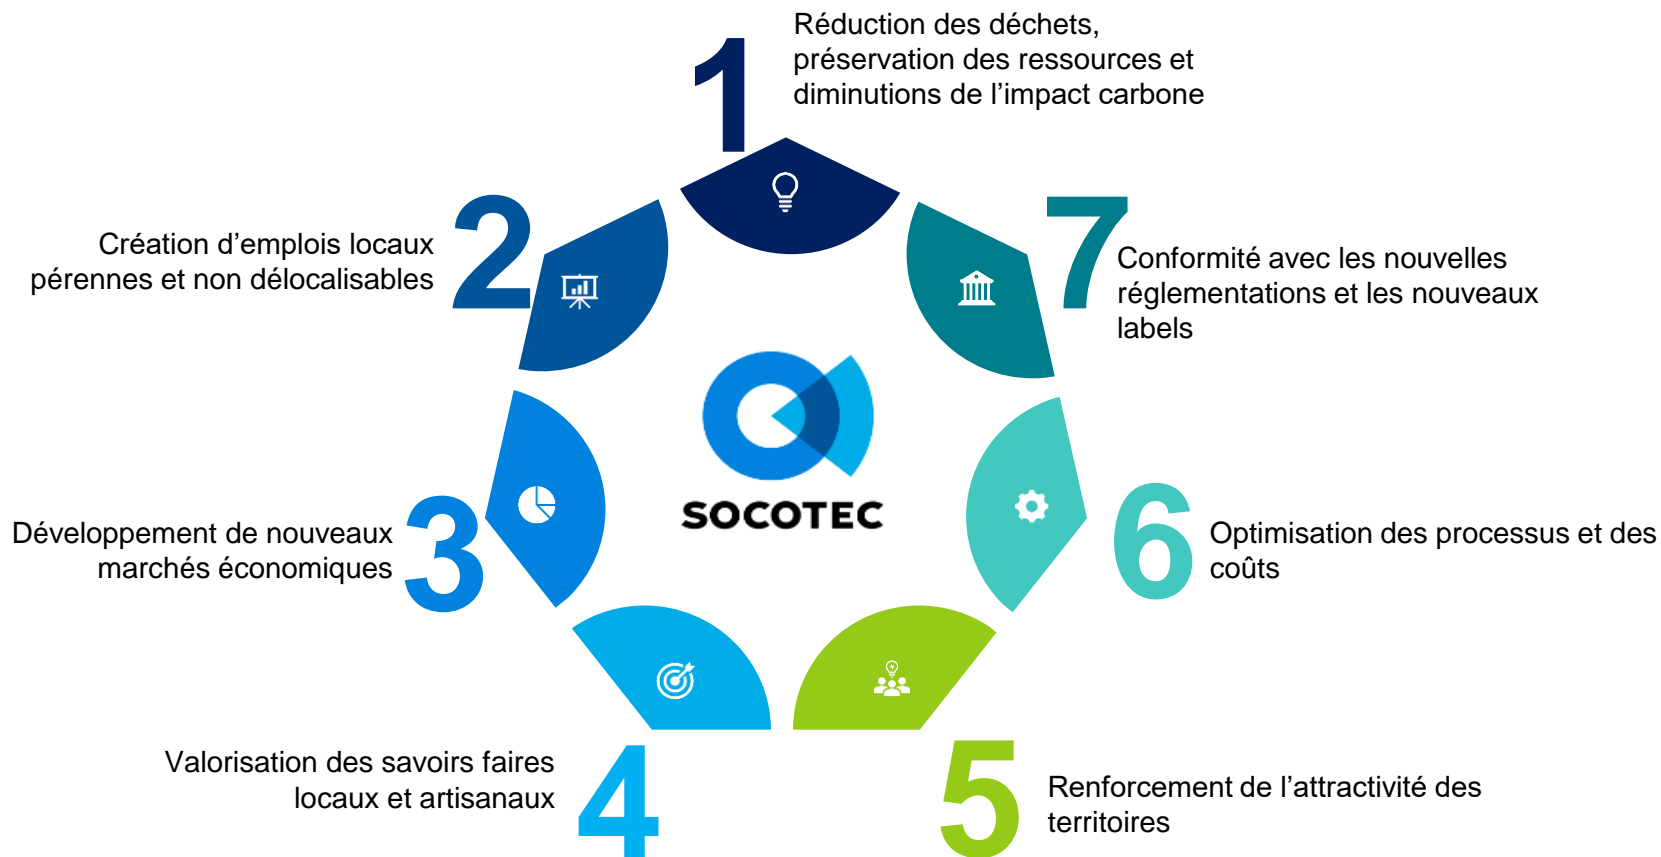 1
Réduction des déchets,
préservation des ressources et
diminutions de l’impact carbone
2
Création d’emplois locaux
pérennes et non délocalisables
3
Développement de nouveaux
marchés économiques
4
Valorisation des savoirs faires
locaux et artisanaux
5
Renforcement de l’attractivité des
territoires
6
Optimisation des processus et des
coûts
7
Conformité avec les nouvelles
réglementations et les nouveaux
labels
SOCOTEC